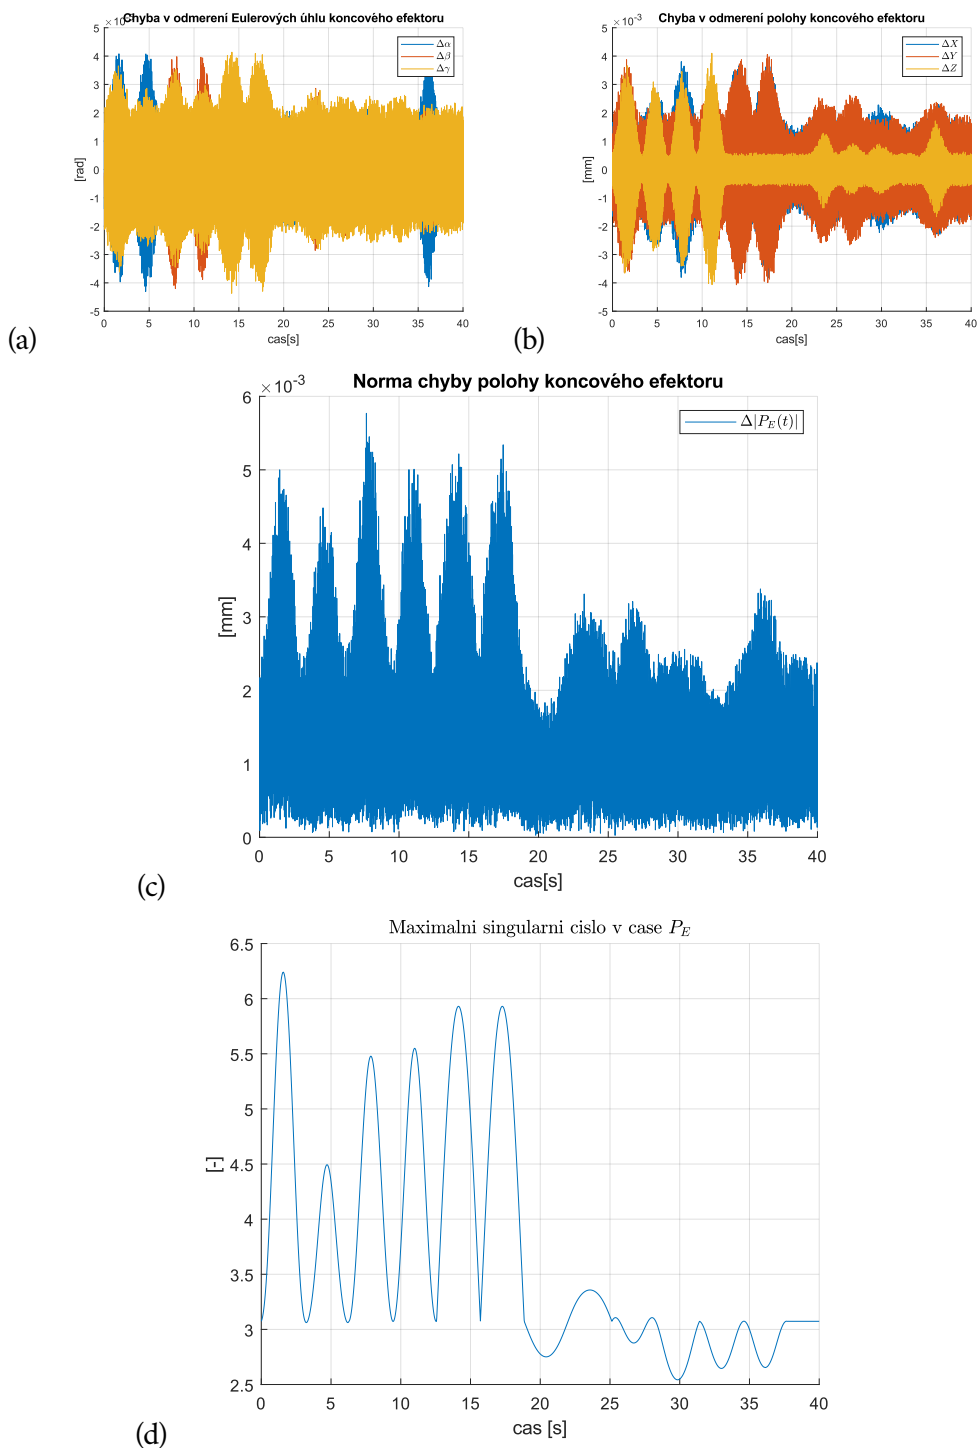 Chyba v odmerení Eulerových úhlu koncového efektoru
Δα
Δβ
Δγ
[rad]
5
4
3
2
1
0
-1
-2
-3
-4
-5
0 5 10 15 20 25 30 35 40
cas[s]
(a)
Chyba v odmerení polohy koncového efektoru
×10⁻³
ΔX
ΔY
ΔZ
[mm]
5
4
3
2
1
0
-1
-2
-3
-4
-5
0 5 10 15 20 25 30 35 40
cas[s]
(b)
Norma chyby polohy koncového efektoru
×10⁻³
Δ|P_E(t)|
[mm]
6
5
4
3
2
1
0
0 5 10 15 20 25 30 35 40
cas[s]
(c)
Maximalni singularni cislo v case P_E
[-]
6.5
6
5.5
5
4.5
4
3.5
3
2.5
0 5 10 15 20 25 30 35 40
cas [s]
(d)